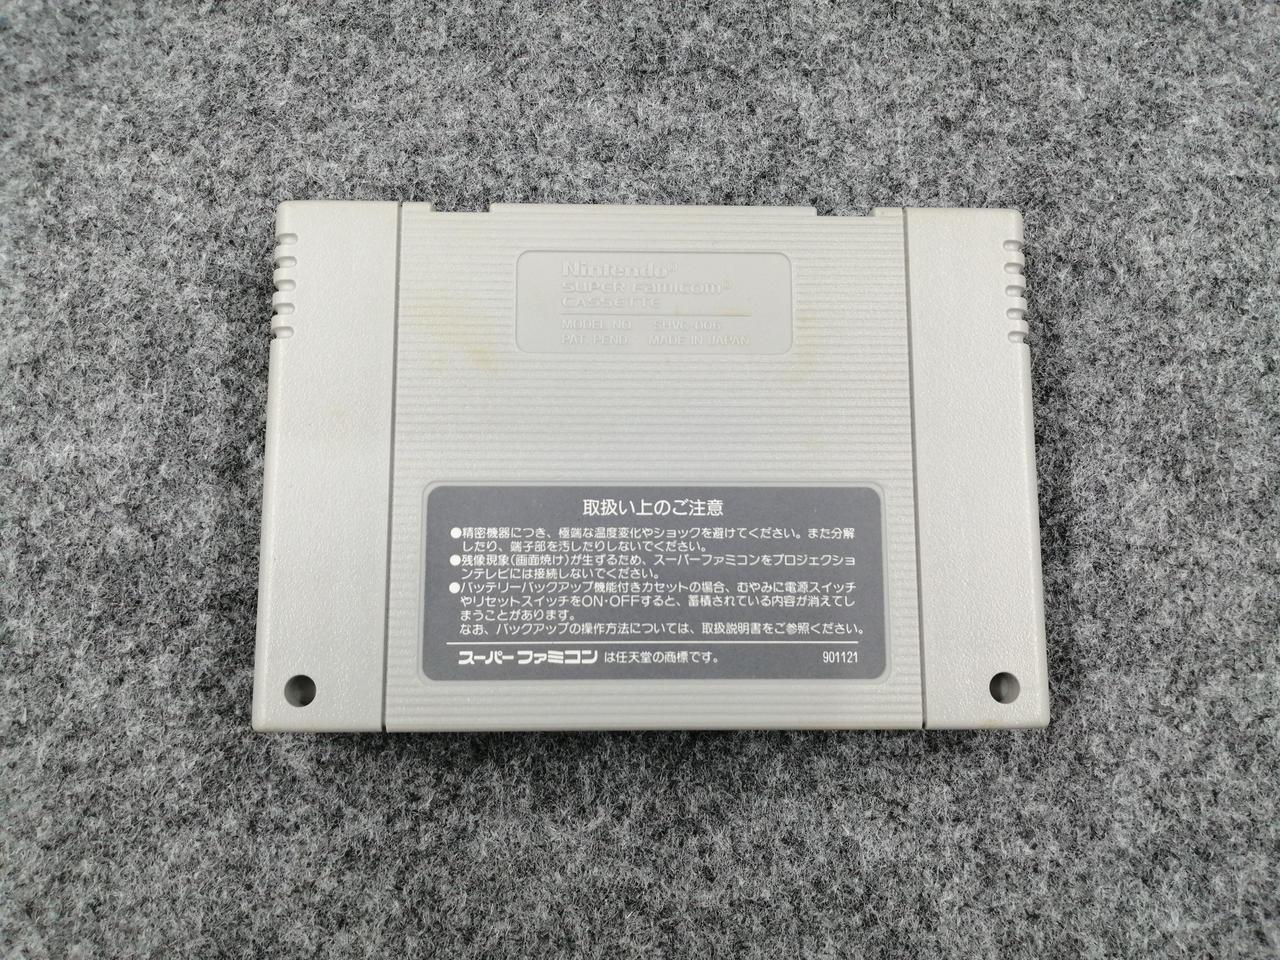 Nintendo®
SUPER Famicom®
CASSETTE
MODEL NO. SHVC-006
PAT. PEND. MADE IN JAPAN
取扱い上のご注意
●精密機器につき、極端な温度変化やショックを避けてください。また分解
したり、端子部を汚したりしないでください。
●残像現象(画面焼け)が生ずるため、スーパーファミコンをプロジェクショ
ンテレビには接続しないでください。
●バッテリーバックアップ機能付きカセットの場合、むやみに電源スイッチ
やリセットスイッチをON・OFFすると、蓄積されている内容が消えてし
まうことがあります。
なお、バックアップの操作方法については、取扱説明書をご参照ください。
スーパーファミコン は任天堂の商標です。 901121